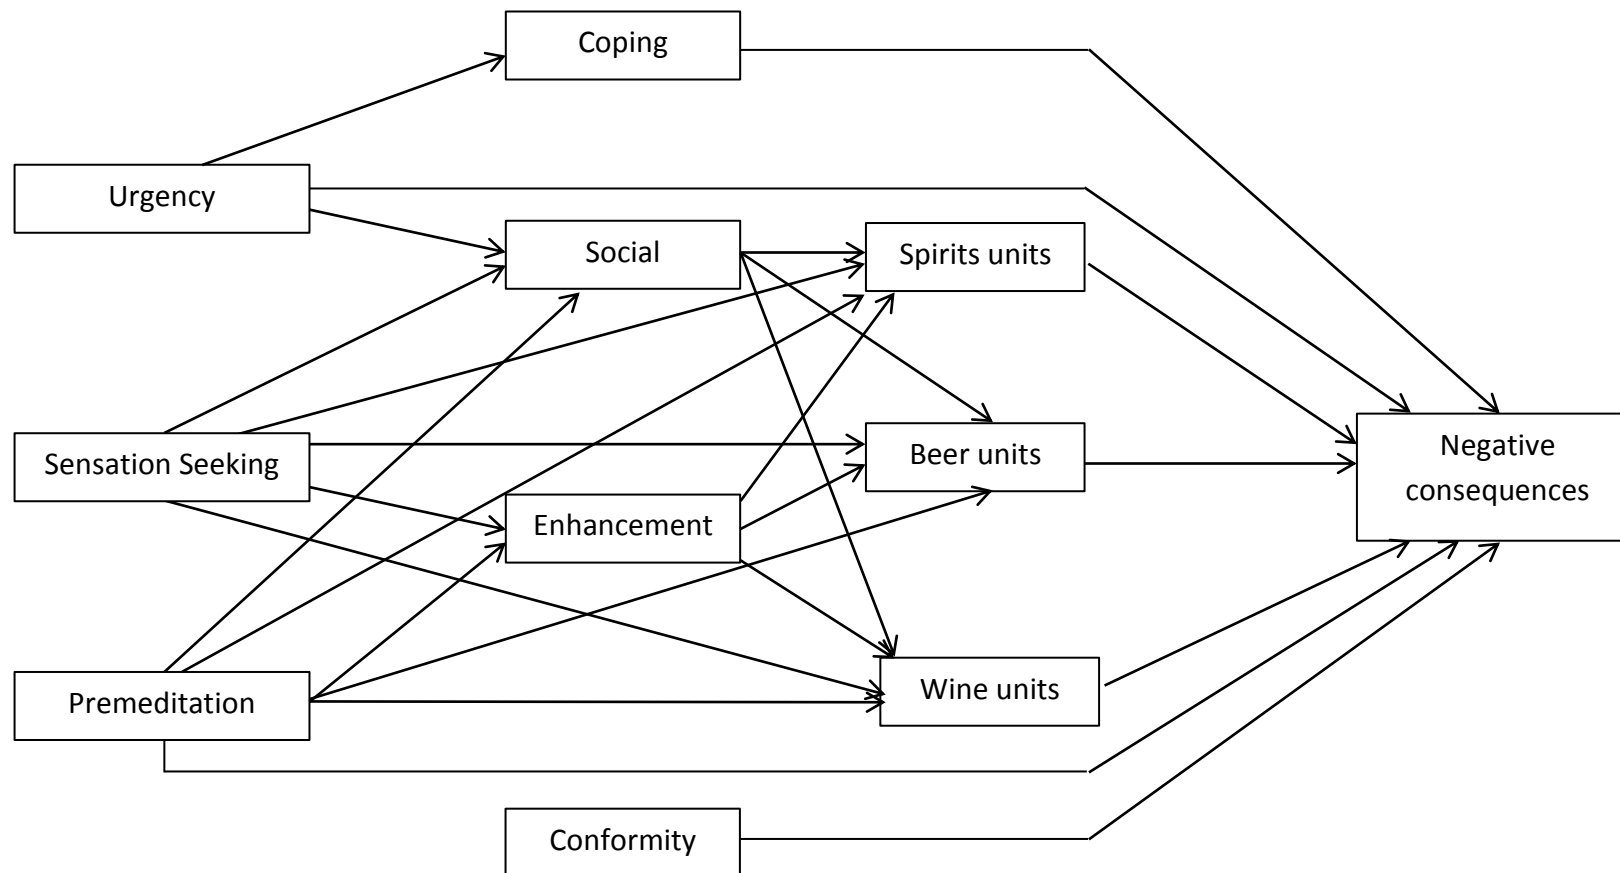 Coping
Urgency
Social
Spirits units
Sensation Seeking
Beer units
Negative
consequences
Enhancement
Premeditation
Wine units
Conformity